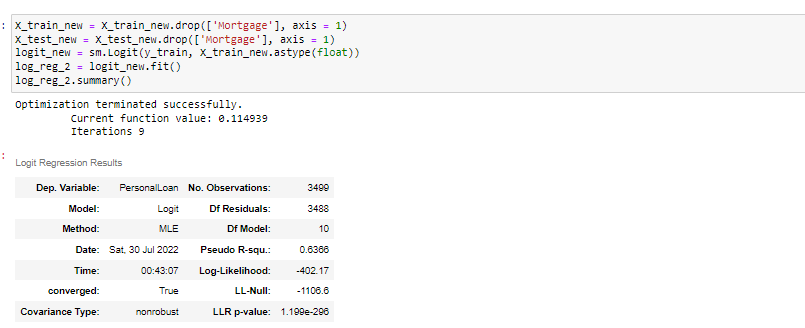 : X_train_new = X_train_new.drop(['Mortgage'], axis = 1)
X_test_new = X_test_new.drop(['Mortgage'], axis = 1)
logit_new = sm.Logit(y_train, X_train_new.astype(float))
log_reg_2 = logit_new.fit()
log_reg_2.summary()
Optimization terminated successfully.
Current function value: 0.114939
Iterations 9
:
Logit Regression Results
Dep. Variable: PersonalLoan No. Observations: 3499
Model: Logit Df Residuals: 3488
Method: MLE Df Model: 10
Date: Sat, 30 Jul 2022 Pseudo R-squ.: 0.6366
Time: 00:43:07 Log-Likelihood: -402.17
converged: True LL-Null: -1106.6
Covariance Type: nonrobust LLR p-value: 1.199e-296